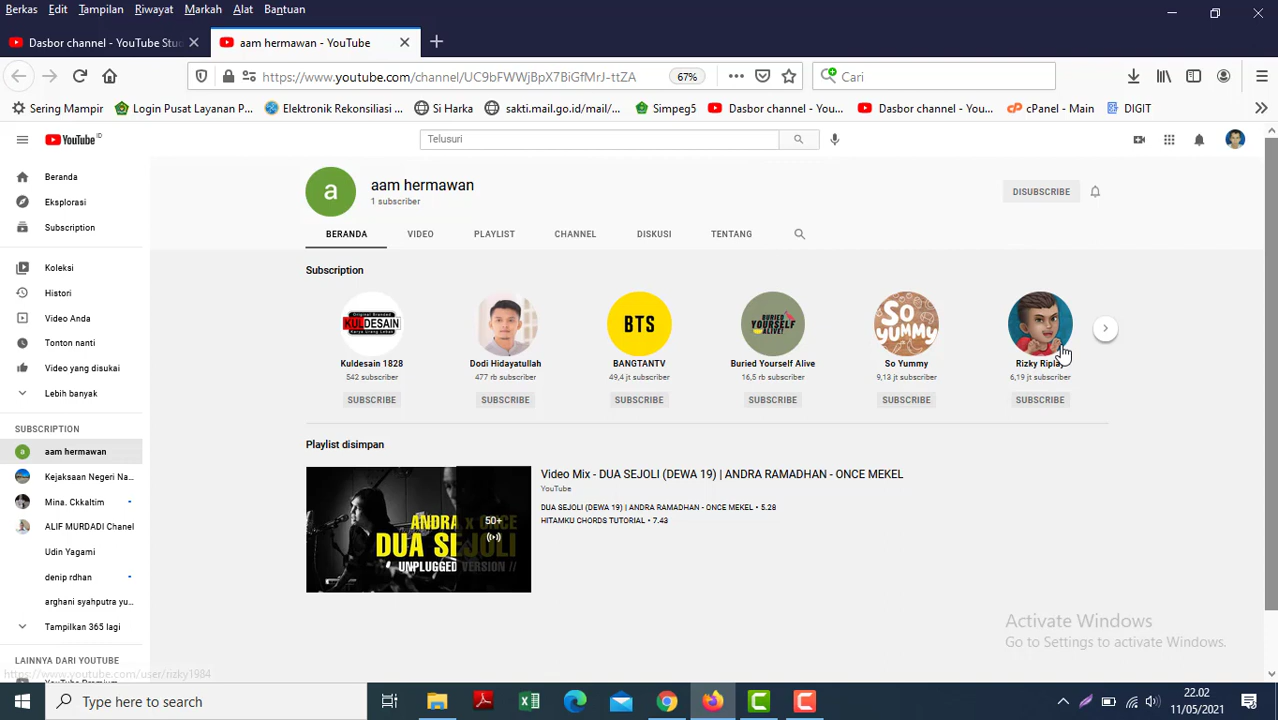 Berkas Edit Tampilan Riwayat Markah Alat Bantuan
Dasbor channel - YouTube Stu
aam hermawan - YouTube
https://www.youtube.com/channel/UC9bFWWjBpX7BiGfMrJ-ttZA 67% Cari
Sering Mampir Login Pusat Layanan P... Elektronik Rekonsiliasi ... Si Harka sakti.mail.go.id/mail/... Simpeg5 Dasbor channel - You... Dasbor channel - You... cPanel - Main DIGIT
YouTube ID
Telusuri
Beranda
Eksplorasi
Subscription
Koleksi
Histori
Video Anda
Tonton nanti
Video yang disukai
Lebih banyak
SUBSCRIPTION
aam hermawan
Kejaksaan Negeri Na...
Mina. Ckkaltim
ALIF MURDADI Chanel
Udin Yagami
denip rdhan
arghani syahputra yu...
Tampilkan 365 lagi
LAINNYA DARI YOUTUBE
a
aam hermawan
1 subscriber
DISUBSCRIBE
BERANDA VIDEO PLAYLIST CHANNEL DISKUSI TENTANG
Subscription
KULDESAIN
BTS
BURIED YOURSELF ALIVE!
SO YUMMY
Kuldesain 1828 Dodi Hidayatullah BANGTANTV Buried Yourself Alive So Yummy Rizky Riplay
542 subscriber 477 rb subscriber 49,4 jt subscriber 16,5 rb subscriber 9,13 jt subscriber 6,19 jt subscriber
SUBSCRIBE SUBSCRIBE SUBSCRIBE SUBSCRIBE SUBSCRIBE SUBSCRIBE
Playlist disimpan
Video Mix - DUA SEJOLI (DEWA 19) | ANDRA RAMADHAN - ONCE MEKEL
YouTube
DUA SEJOLI (DEWA 19) | ANDRA RAMADHAN - ONCE MEKEL • 5.28
HITAMKU CHORDS TUTORIAL • 7.43
50+
ANDRA x ONCE
DUA SEJOLI
UNPLUGGED VERSION //
Activate Windows
Go to Settings to activate Windows.
https://www.youtube.com/user/rizky1984
Type here to search
22.02
11/05/2021